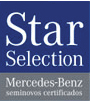 Star
Selection
Mercedes-Benz
seminovos certificados